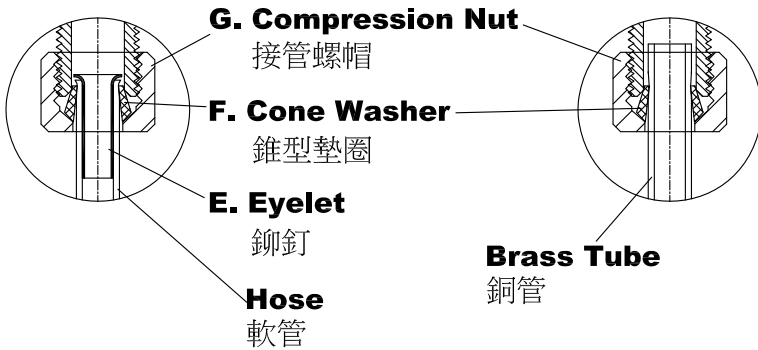 G. Compression Nut
接管螺帽
F. Cone Washer
錐型墊圈
E. Eyelet
鉚釘
Brass Tube
銅管
Hose
軟管